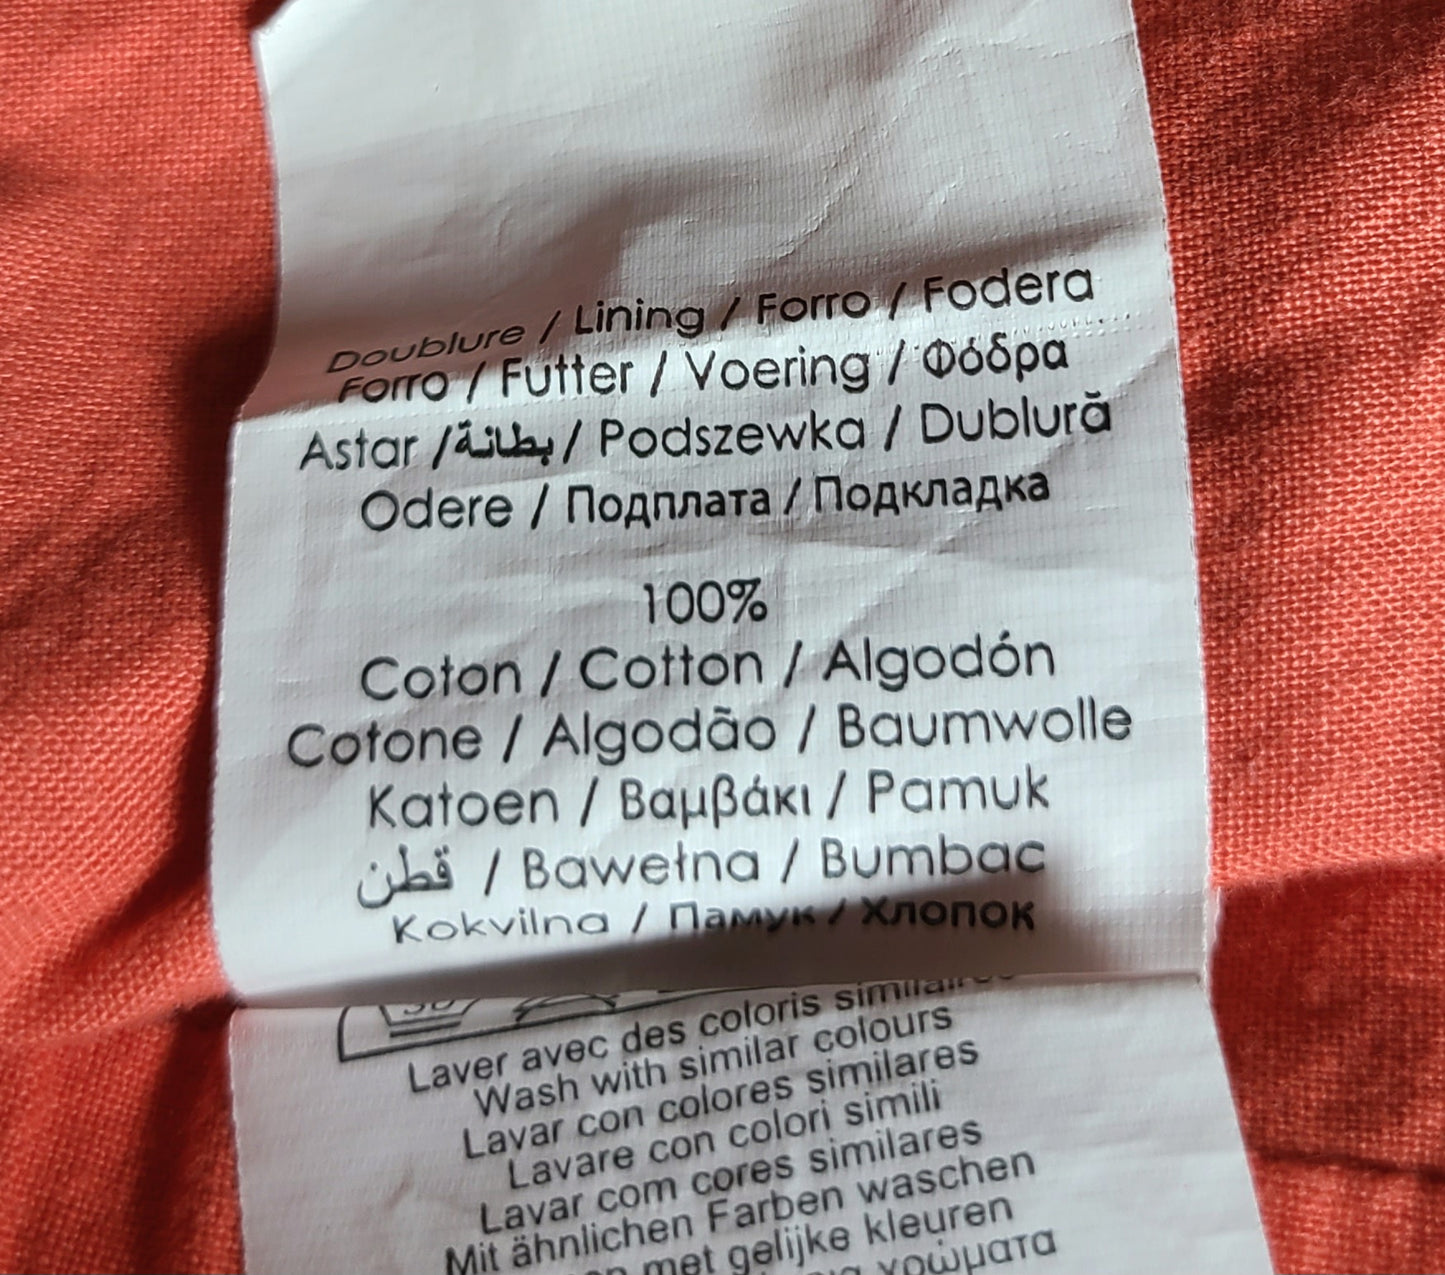 Doublure / Lining / Forro / Fodera
Forro / Futter / Voering / Φόδρα
Astar / بطانة / Podszewka / Dublură
Odere / Подплата / Подкладка
100%
Coton / Cotton / Algodón
Cotone / Algodão / Baumwolle
Katoen / Βαμβάκι / Pamuk
قطن / Bawełna / Bumbac
Kokvilna / Памук / Хлопок
30
Laver avec des coloris similaires
Wash with similar colours
Lavar con colores similares
Lavare con colori simili
Lavar com cores similares
Mit ähnlichen Farben waschen
met gelijke kleuren
χρώματα